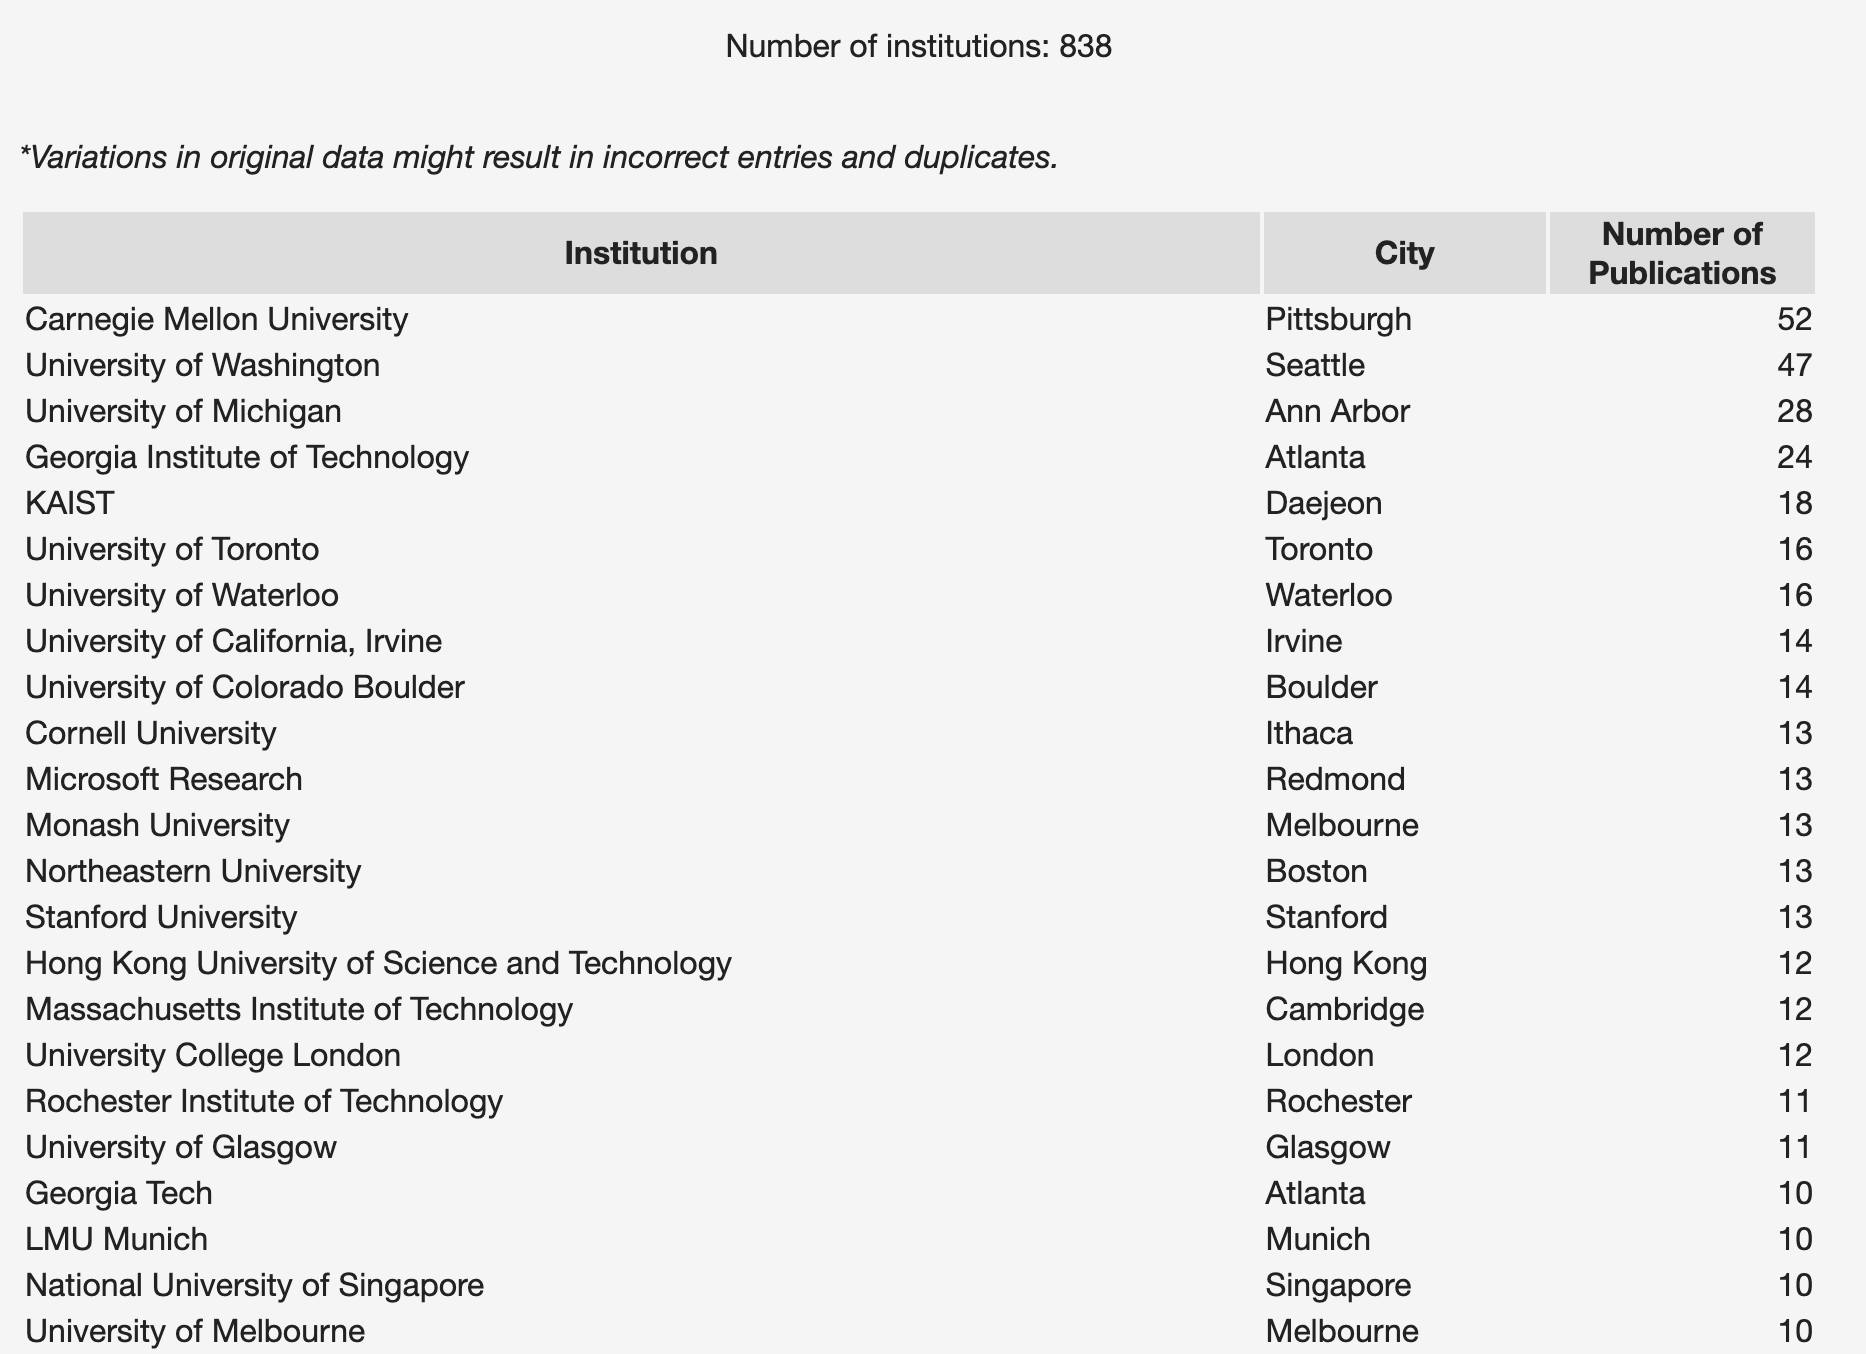 Number of institutions: 838
*Variations in original data might result in incorrect entries and duplicates.
Institution City Number of Publications
Carnegie Mellon University Pittsburgh 52
University of Washington Seattle 47
University of Michigan Ann Arbor 28
Georgia Institute of Technology Atlanta 24
KAIST Daejeon 18
University of Toronto Toronto 16
University of Waterloo Waterloo 16
University of California, Irvine Irvine 14
University of Colorado Boulder Boulder 14
Cornell University Ithaca 13
Microsoft Research Redmond 13
Monash University Melbourne 13
Northeastern University Boston 13
Stanford University Stanford 13
Hong Kong University of Science and Technology Hong Kong 12
Massachusetts Institute of Technology Cambridge 12
University College London London 12
Rochester Institute of Technology Rochester 11
University of Glasgow Glasgow 11
Georgia Tech Atlanta 10
LMU Munich Munich 10
National University of Singapore Singapore 10
University of Melbourne Melbourne 10